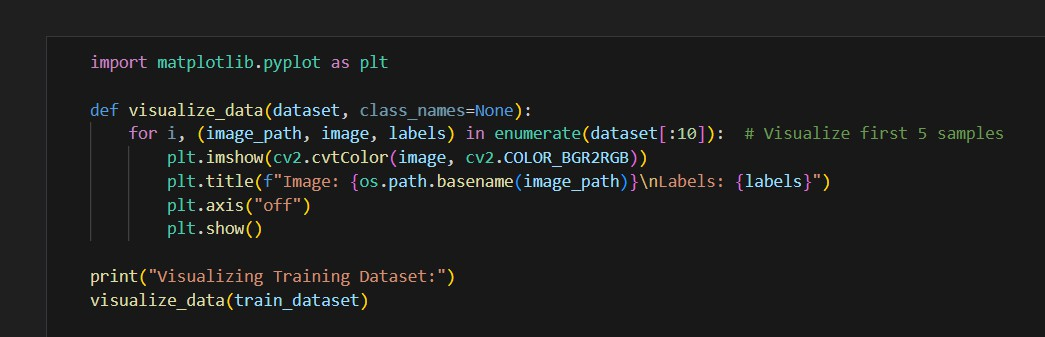 import matplotlib.pyplot as plt
def visualize_data(dataset, class_names=None):
for i, (image_path, image, labels) in enumerate(dataset[:10]):  # Visualize first 5 samples
plt.imshow(cv2.cvtColor(image, cv2.COLOR_BGR2RGB))
plt.title(f"Image: {os.path.basename(image_path)}\nLabels: {labels}")
plt.axis("off")
plt.show()
print("Visualizing Training Dataset:")
visualize_data(train_dataset)